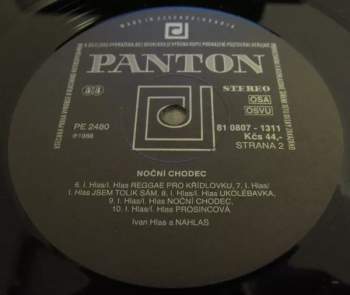 MADE IN CZECHOSLOVAKIA
PANTON
STEREO
OSA
OSVU
PE 2480
℗1988
81 0807 - 1311
Kčs 44,-
STRANA 2
NOČNÍ CHODEC
6. I. Hlas/I. Hlas REGGAE PRO KŘÍDLOVKU, 7. I. Hlas/
I. Hlas JSEM TOLIK SÁM, 8. I. Hlas/I. Hlas UKOLÉBAVKA,
9. I. Hlas/I. Hlas NOČNÍ CHODEC,
10. I. Hlas/I. Hlas PROSINCOVÁ
Ivan Hlas a NAHLAS